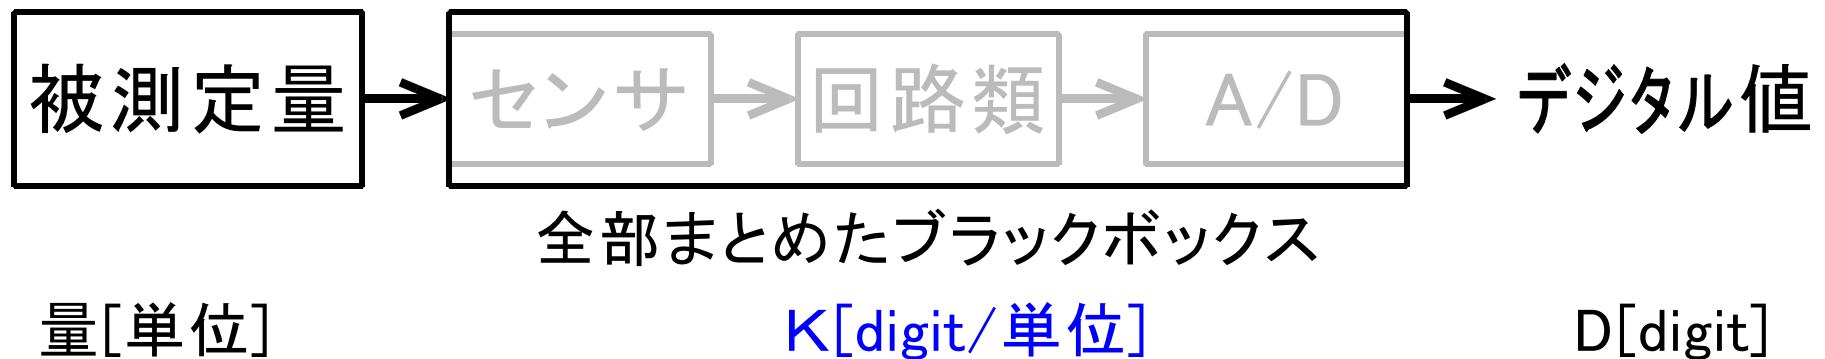 被測定量 センサ 回路類 A/D デジタル値
全部まとめたブラックボックス
量[単位] K[digit/単位] D[digit]